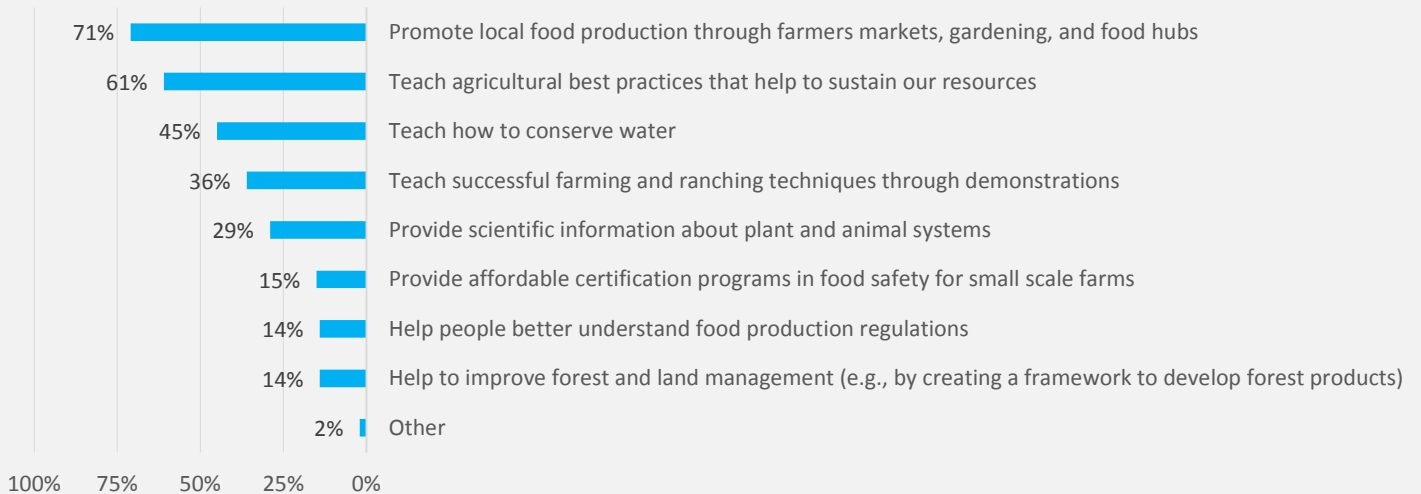 71% Promote local food production through farmers markets, gardening, and food hubs
61% Teach agricultural best practices that help to sustain our resources
45% Teach how to conserve water
36% Teach successful farming and ranching techniques through demonstrations
29% Provide scientific information about plant and animal systems
15% Provide affordable certification programs in food safety for small scale farms
14% Help people better understand food production regulations
14% Help to improve forest and land management (e.g., by creating a framework to develop forest products)
2% Other
100% 75% 50% 25% 0%